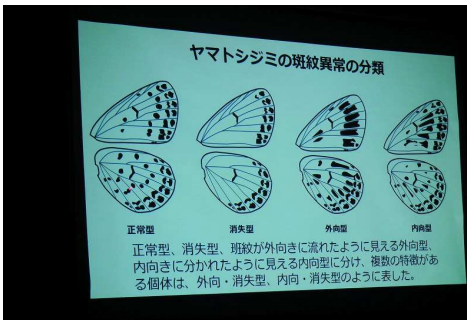 ヤマトシジミの斑紋異常の分類
正常型
消失型
外向型
内向型
正常型、消失型、斑紋が外向きに流れたように見える外向型、
内向きに分かれたように見える内向型に分け、複数の特徴があ
る個体は、外向・消失型、内向・消失型のように表した。